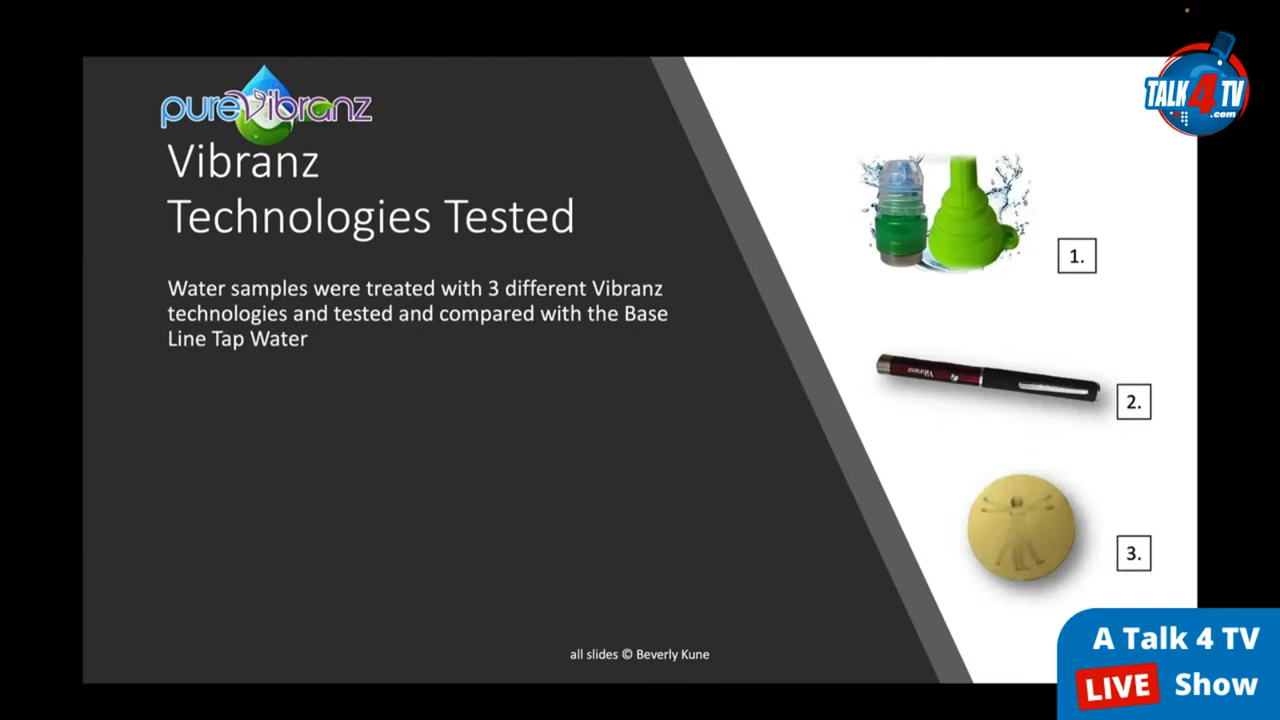 pureVibranz
Vibranz
Technologies Tested
Water samples were treated with 3 different Vibranz
technologies and tested and compared with the Base
Line Tap Water
1.
Vibranz
2.
3.
all slides © Beverly Kune
TALK 4 TV
.com
A Talk 4 TV
LIVE Show